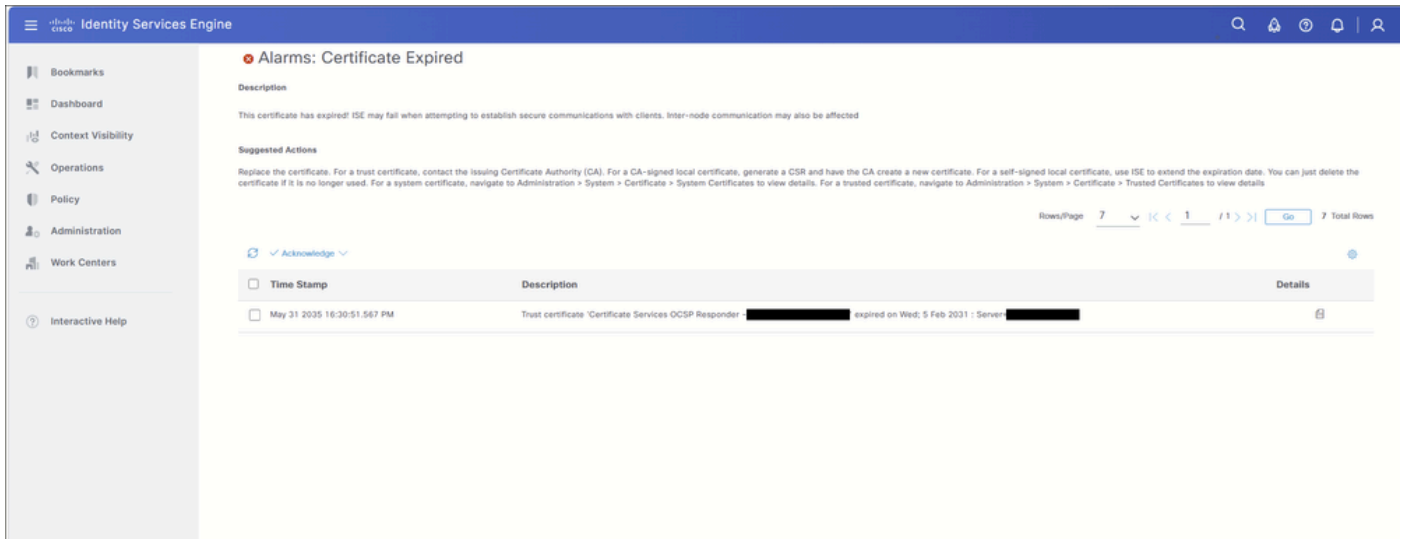 cisco Identity Services Engine
Bookmarks
Dashboard
Context Visibility
Operations
Policy
Administration
Work Centers
Interactive Help
Alarms: Certificate Expired
Description
This certificate has expired! ISE may fail when attempting to establish secure communications with clients. Inter-node communication may also be affected
Suggested Actions
Replace the certificate. For a trust certificate, contact the issuing Certificate Authority (CA). For a CA-signed local certificate, generate a CSR and have the CA create a new certificate. For a self-signed local certificate, use ISE to extend the expiration date. You can just delete the
certificate if it is no longer used. For a system certificate, navigate to Administration > System > Certificate > System Certificates to view details. For a trusted certificate, navigate to Administration > System > Certificate > Trusted Certificates to view details
Rows/Page 7 |< < 1 / 1 > >| Go 7 Total Rows
Acknowledge
Time Stamp Description Details
May 31 2035 16:30:51.567 PM Trust certificate 'Certificate Services OCSP Responder - ' expired on Wed; 5 Feb 2031 : Server=